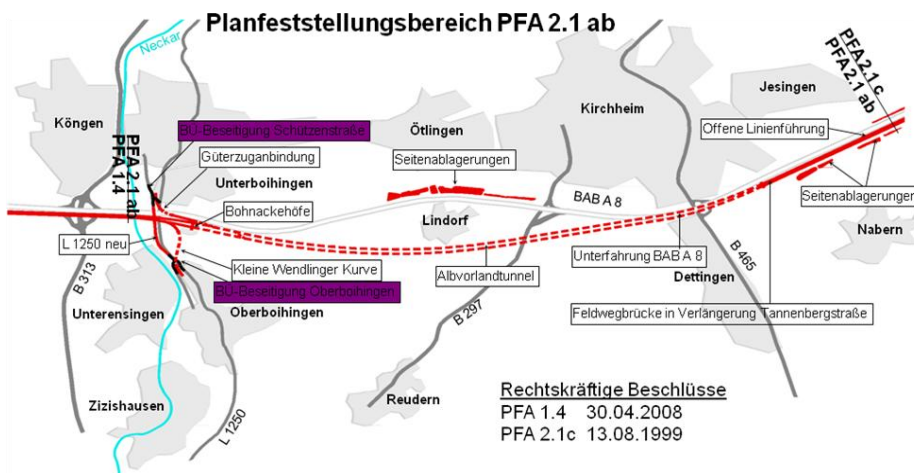 Planfeststellungsbereich PFA 2.1 ab
Neckar
PFA 2.1 c
PFA 2.1 ab
Jesingen
Kirchheim
Köngen
PFA 2.1 ab
PFA 1.4
BÜ-Beseitigung Schützenstraße
Ötlingen
Offene Linienführung
Güterzuganbindung
Seitenablagerungen
Unterboihingen
BAB A 8
Seitenablagerungen
Bohnackehöfe
Lindorf
Nabern
L 1250 neu
Unterfahrung BAB A 8
B 465
Kleine Wendlinger Kurve
Albvorlandtunnel
Dettingen
B 313
BÜ-Beseitigung Oberboihingen
B 297
Unterensingen
Oberboihingen
Feldwegbrücke in Verlängerung Tannenbergstraße
Zizishausen
L 1250
Reudern
Rechtskräftige Beschlüsse
PFA 1.4 30.04.2008
PFA 2.1c 13.08.1999